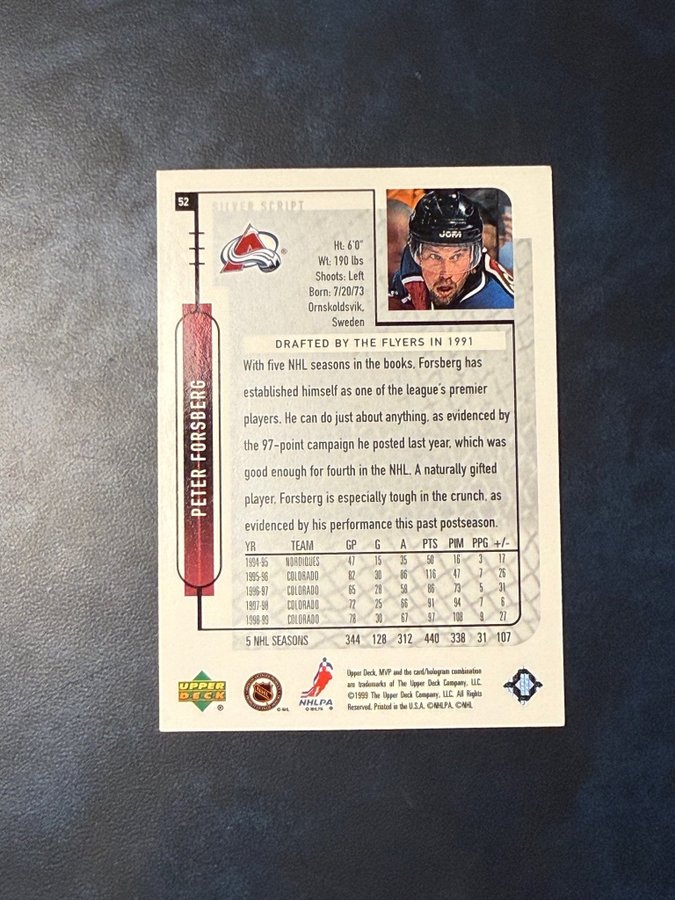 52
SILVER SCRIPT
JOFA
Ht: 6'0"
Wt: 190 lbs
Shoots: Left
Born: 7/20/73
Ornskoldsvik,
Sweden
DRAFTED BY THE FLYERS IN 1991
With five NHL seasons in the books, Forsberg has
established himself as one of the league's premier
players. He can do just about anything, as evidenced by
the 97-point campaign he posted last year, which was
good enough for fourth in the NHL. A naturally gifted
player, Forsberg is especially tough in the crunch, as
evidenced by his performance this past postseason.
PETER FORSBERG
YR TEAM GP G A PTS PIM PPG +/-
1994-95 NORDIQUES 47 15 35 50 16 3 17
1995-96 COLORADO 82 30 86 116 47 7 26
1996-97 COLORADO 65 28 58 86 73 5 31
1997-98 COLORADO 72 25 66 91 94 7 6
1998-99 COLORADO 78 30 67 97 108 9 27
5 NHL SEASONS 344 128 312 440 338 31 107
UPPER
DECK
NHL
NHLPA
Upper Deck, MVP and the card/hologram combination
are trademarks of The Upper Deck Company, LLC.
©1999 The Upper Deck Company, LLC. All Rights
Reserved. Printed in the U.S.A. ©NHLPA. ©NHL